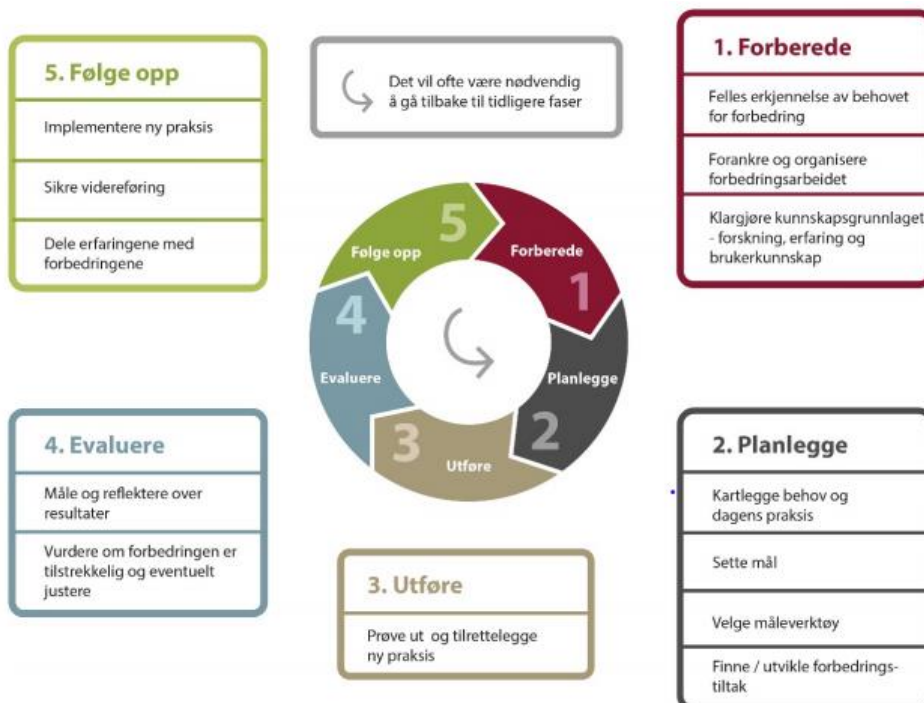 5. Følge opp
Implementere ny praksis
Sikre videreføring
Dele erfaringene med
forbedringene
Det vil ofte være nødvendig
å gå tilbake til tidligere faser
1. Forberede
Felles erkjennelse av behovet
for forbedring
Forankre og organisere
forbedringsarbeidet
Klargjøre kunnskapsgrunnlaget
- forskning, erfaring og
brukerkunnskap
5
Følge opp
Forberede
1
4
Evaluere
Planlegge
2
3
Utføre
4. Evaluere
Måle og reflektere over
resultater
Vurdere om forbedringen er
tilstrekkelig og eventuelt
justere
3. Utføre
Prøve ut og tilrettelegge
ny praksis
2. Planlegge
Kartlegge behov og
dagens praksis
Sette mål
Velge måleverktøy
Finne / utvikle forbedrings-
tiltak